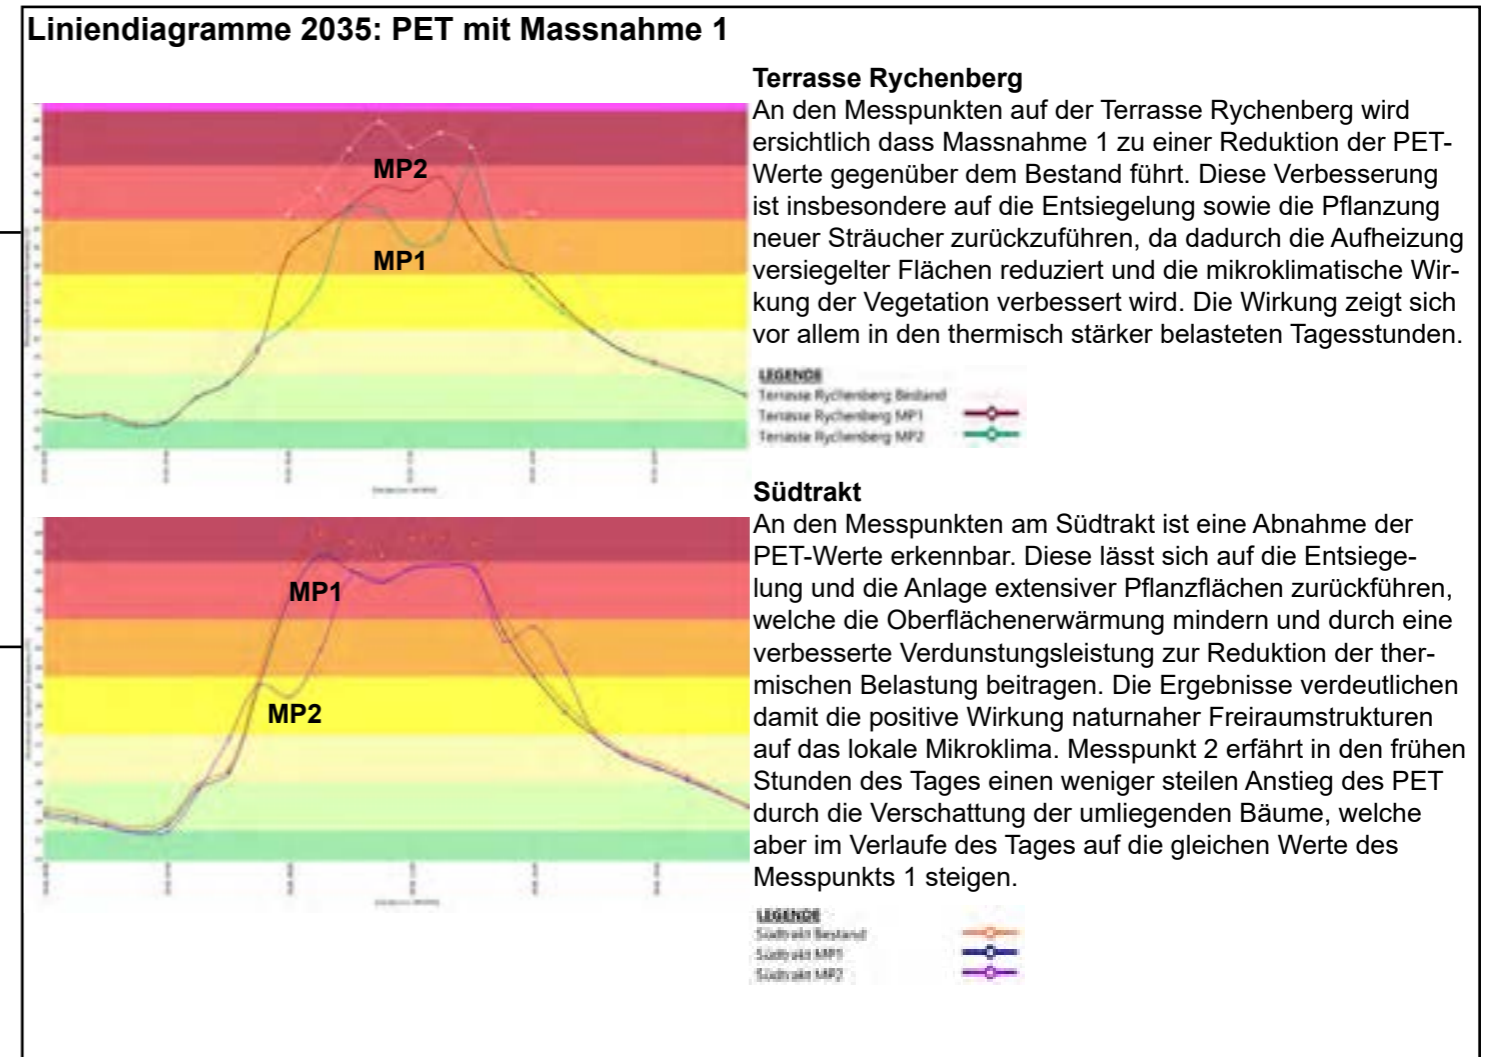 Liniendiagramme 2035: PET mit Massnahme 1
MP2
MP1
Terrasse Rychenberg
An den Messpunkten auf der Terrasse Rychenberg wird
ersichtlich dass Massnahme 1 zu einer Reduktion der PET-
Werte gegenüber dem Bestand führt. Diese Verbesserung
ist insbesondere auf die Entsiegelung sowie die Pflanzung
neuer Sträucher zurückzuführen, da dadurch die Aufheizung
versiegelter Flächen reduziert und die mikroklimatische Wir-
kung der Vegetation verbessert wird. Die Wirkung zeigt sich
vor allem in den thermisch stärker belasteten Tagesstunden.
LEGENDE
Terrasse Rychenberg Bestand
Terrasse Rychenberg MP1
Terrasse Rychenberg MP2
MP1
MP2
Südtrakt
An den Messpunkten am Südtrakt ist eine Abnahme der
PET-Werte erkennbar. Diese lässt sich auf die Entsiege-
lung und die Anlage extensiver Pflanzflächen zurückführen,
welche die Oberflächenerwärmung mindern und durch eine
verbesserte Verdunstungsleistung zur Reduktion der ther-
mischen Belastung beitragen. Die Ergebnisse verdeutlichen
damit die positive Wirkung naturnaher Freiraumstrukturen
auf das lokale Mikroklima. Messpunkt 2 erfährt in den frühen
Stunden des Tages einen weniger steilen Anstieg des PET
durch die Verschattung der umliegenden Bäume, welche
aber im Verlaufe des Tages auf die gleichen Werte des
Messpunkts 1 steigen.
LEGENDE
Südtrakt Bestand
Südtrakt MP1
Südtrakt MP2